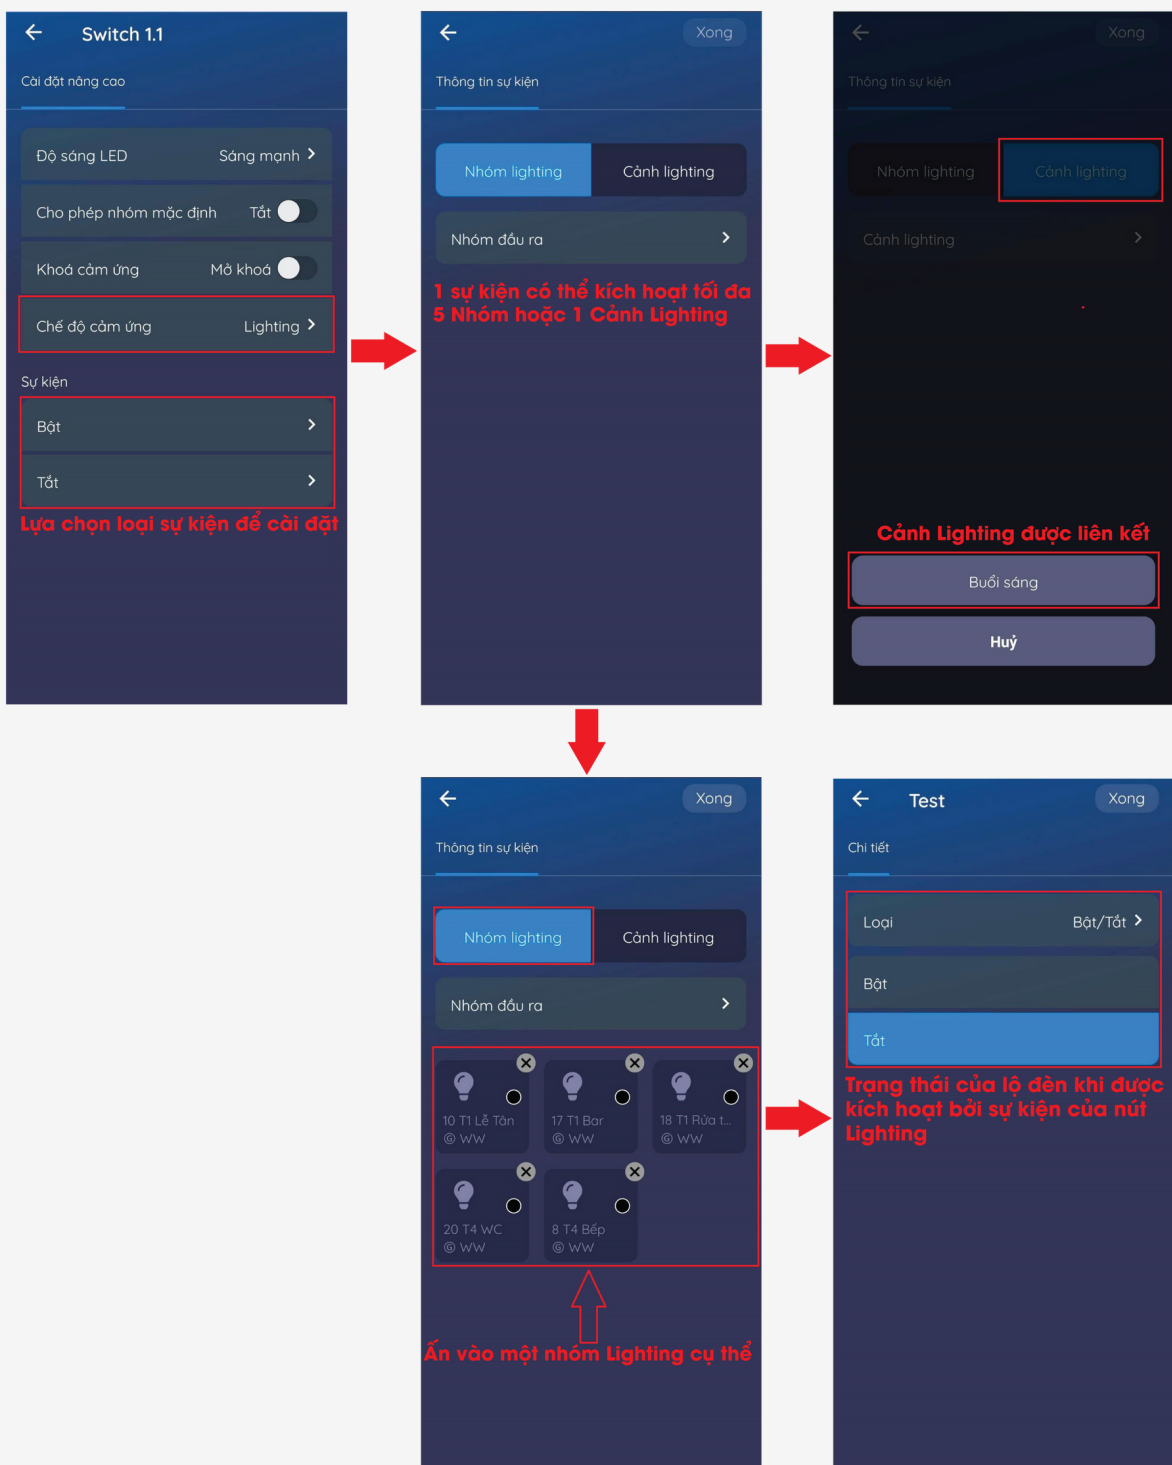 Switch 1.1
Cài đặt nâng cao
Độ sáng LED Sáng mạnh
Cho phép nhóm mặc định Tắt
Khoá cảm ứng Mở khoá
Chế độ cảm ứng Lighting
Sự kiện
Bật
Tắt
Lựa chọn loại sự kiện để cài đặt
Xong
Thông tin sự kiện
Nhóm lighting Cảnh lighting
Nhóm đầu ra
1 sự kiện có thể kích hoạt tối đa
5 Nhóm hoặc 1 Cảnh Lighting
Xong
Thông tin sự kiện
Nhóm lighting Cảnh lighting
Cảnh lighting
Cảnh Lighting được liên kết
Buổi sáng
Huỷ
Xong
Thông tin sự kiện
Nhóm lighting Cảnh lighting
Nhóm đầu ra
10 T1 Lễ Tân 17 T1 Bar 18 T1 Rửa t...
G WW G WW G WW
20 T4 WC 8 T4 Bếp
G WW G WW
Ấn vào một nhóm Lighting cụ thể
Test Xong
Chi tiết
Loại Bật/Tắt
Bật
Tắt
Trạng thái của lộ đèn khi được
kích hoạt bởi sự kiện của nút
Lighting